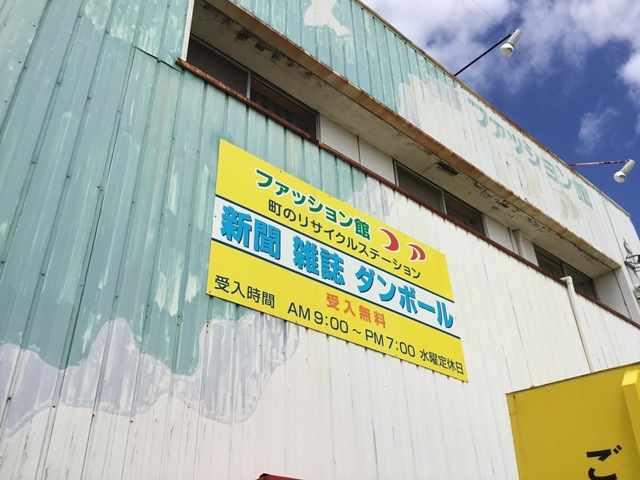 ファッション館
ファッション館
町のリサイクルステーション
新聞 雑誌 ダンボール
受入無料
受入時間 AM9:00～PM7:00 水曜定休日
ご